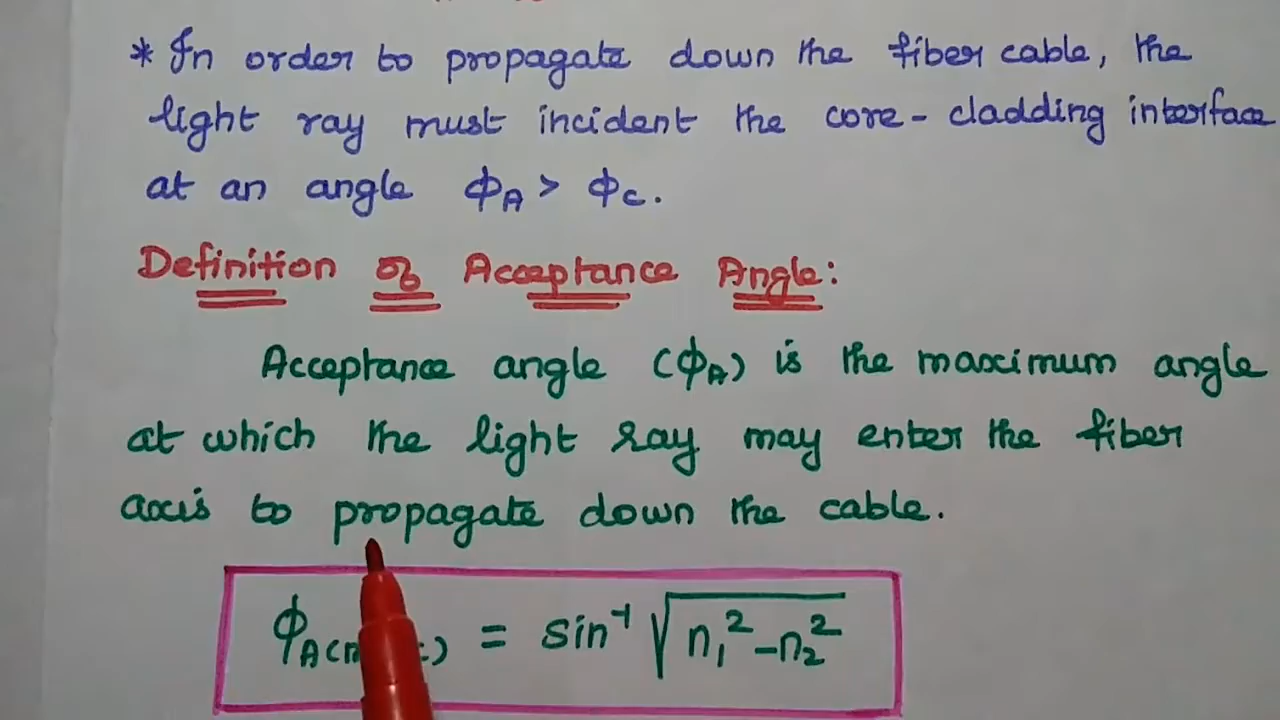 * In order to propagate down the fiber cable, the
light ray must incident the core-cladding interface
at an angle ϕA > ϕC.
Definition of Acceptance Angle:
Acceptance angle (ϕA) is the maximum angle
at which the light ray may enter the fiber
axis to propagate down the cable.
ϕA( ) = sin⁻¹ √n₁² - n₂²